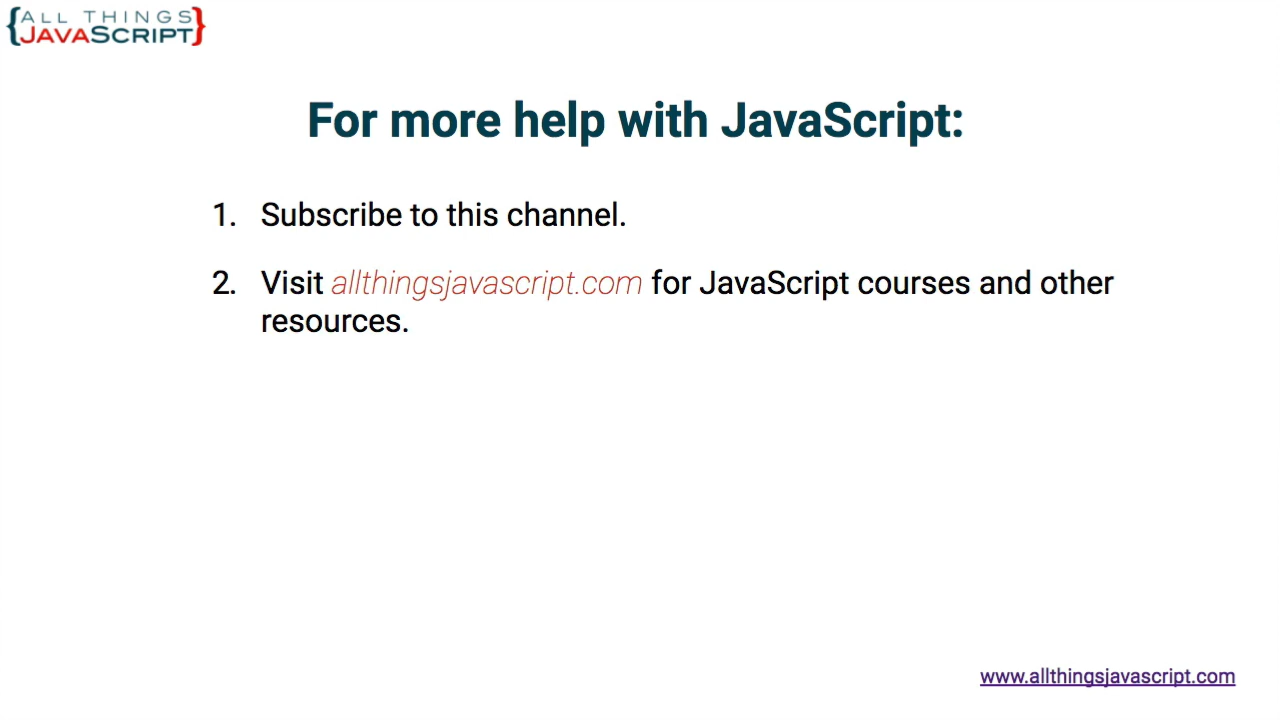 {ALL THINGS
JAVASCRIPT}
For more help with JavaScript:
1. Subscribe to this channel.
2. Visit allthingsjavascript.com for JavaScript courses and other
resources.
www.allthingsjavascript.com